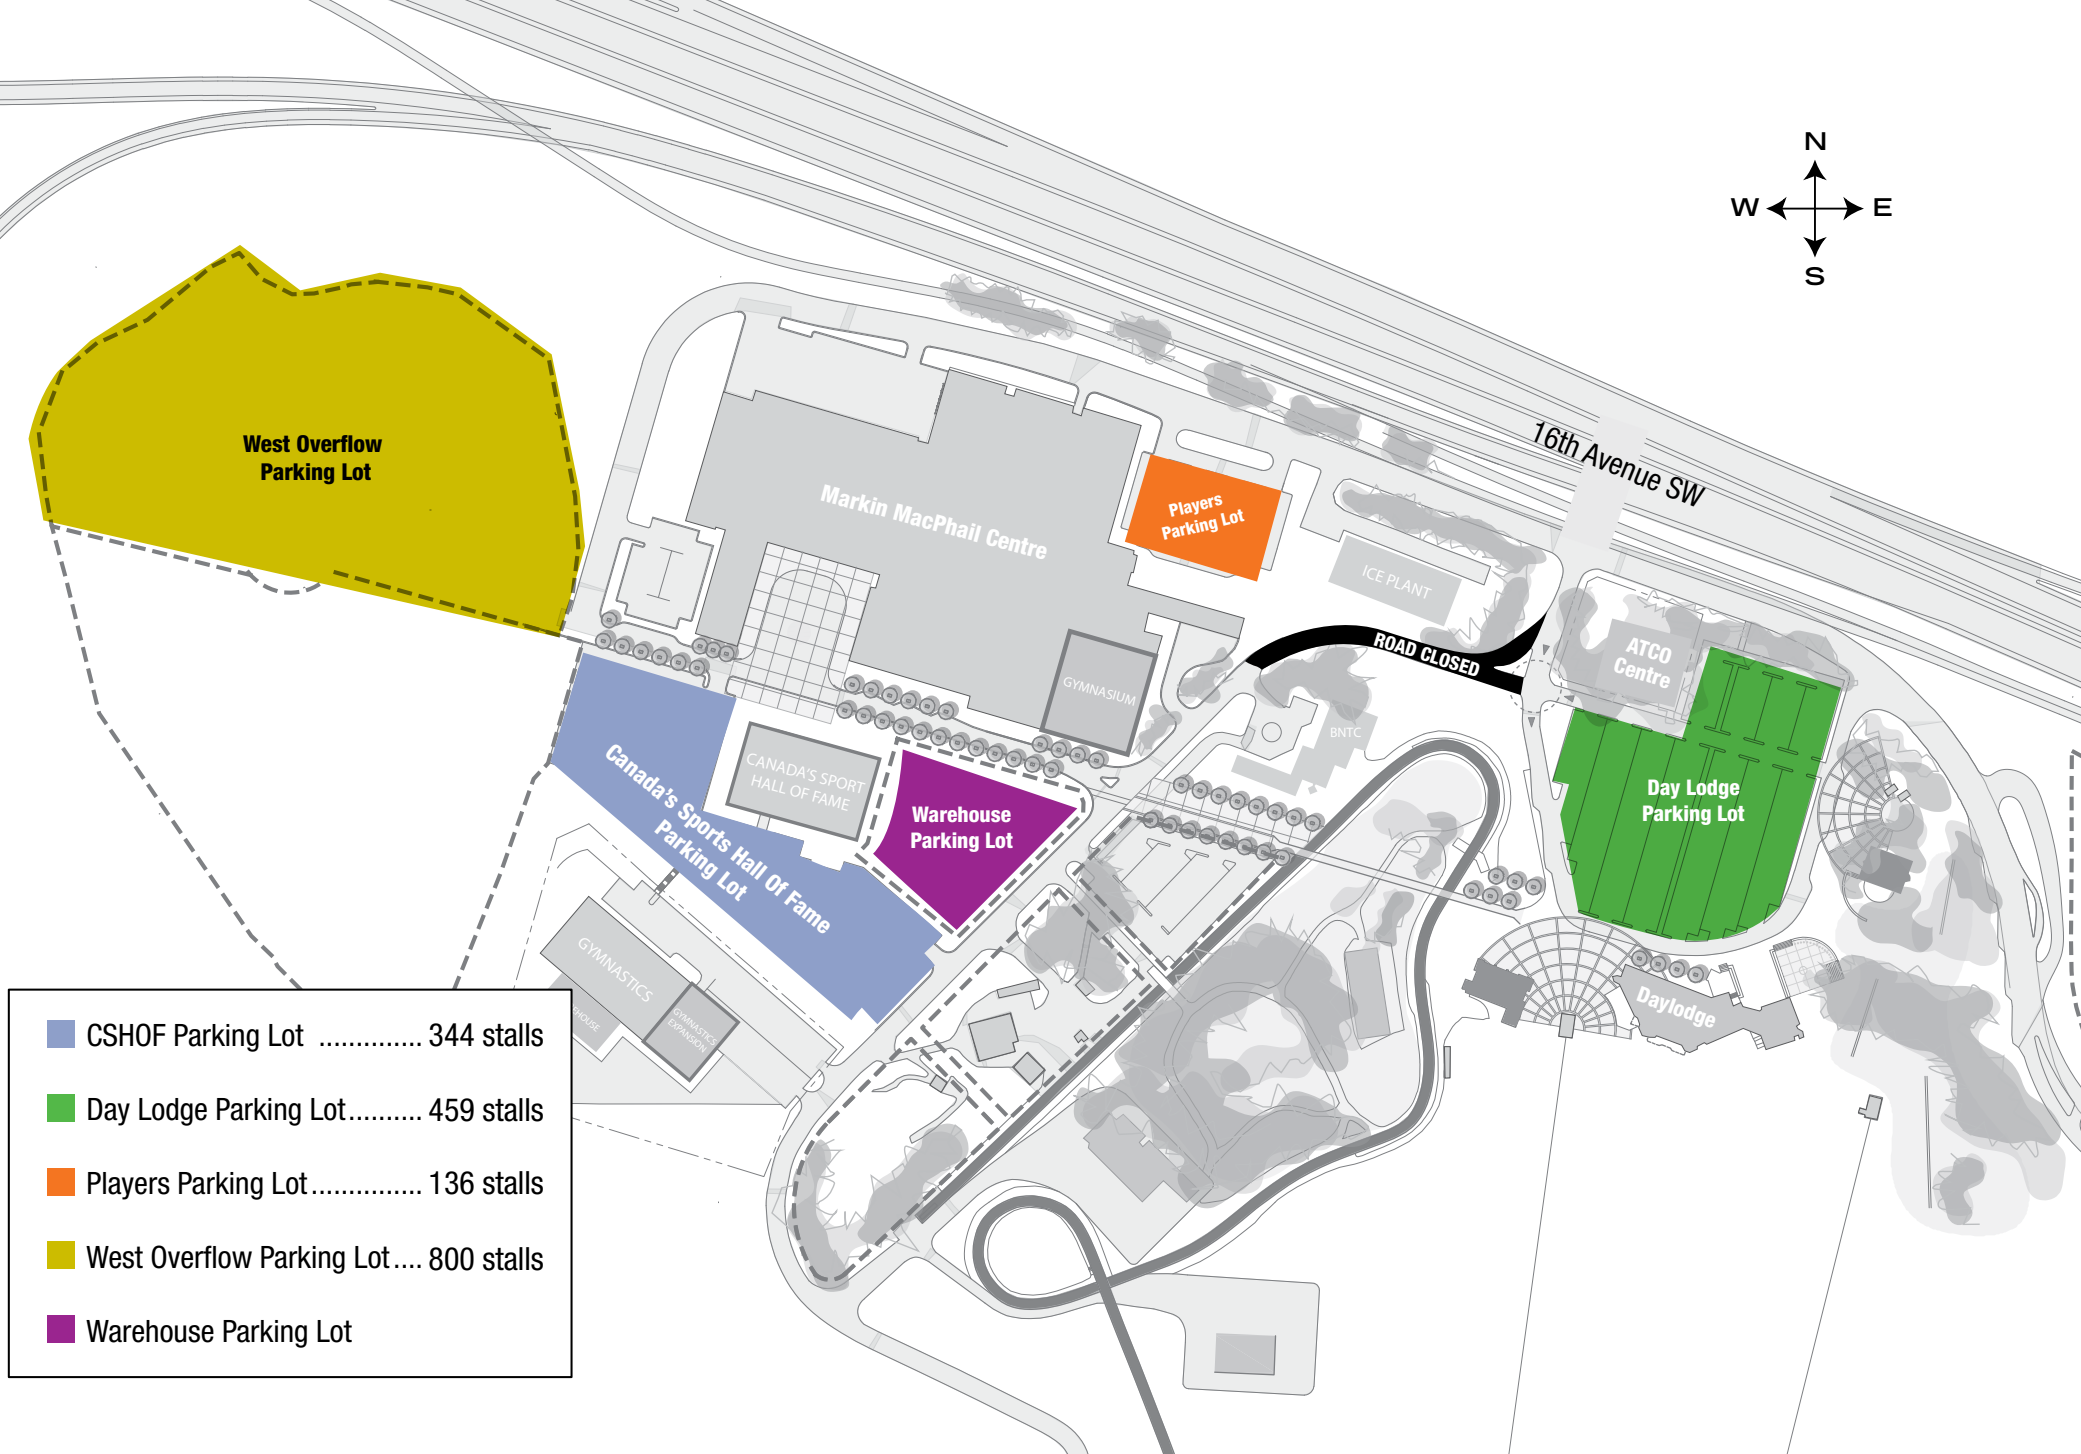 N
W E
S
16th Avenue SW
West Overflow
Parking Lot
Markin MacPhail Centre
Players
Parking Lot
ICE PLANT
ROAD CLOSED
ATCO
Centre
GYMNASIUM
BNTC
CANADA'S SPORT
HALL OF FAME
Canada's Sports Hall Of Fame
Parking Lot
Warehouse
Parking Lot
Day Lodge
Parking Lot
GYMNASTICS
GYMNASTICS
EXPANSION
EHOUSE
Daylodge
CSHOF Parking Lot .............. 344 stalls
Day Lodge Parking Lot.......... 459 stalls
Players Parking Lot............... 136 stalls
West Overflow Parking Lot.... 800 stalls
Warehouse Parking Lot